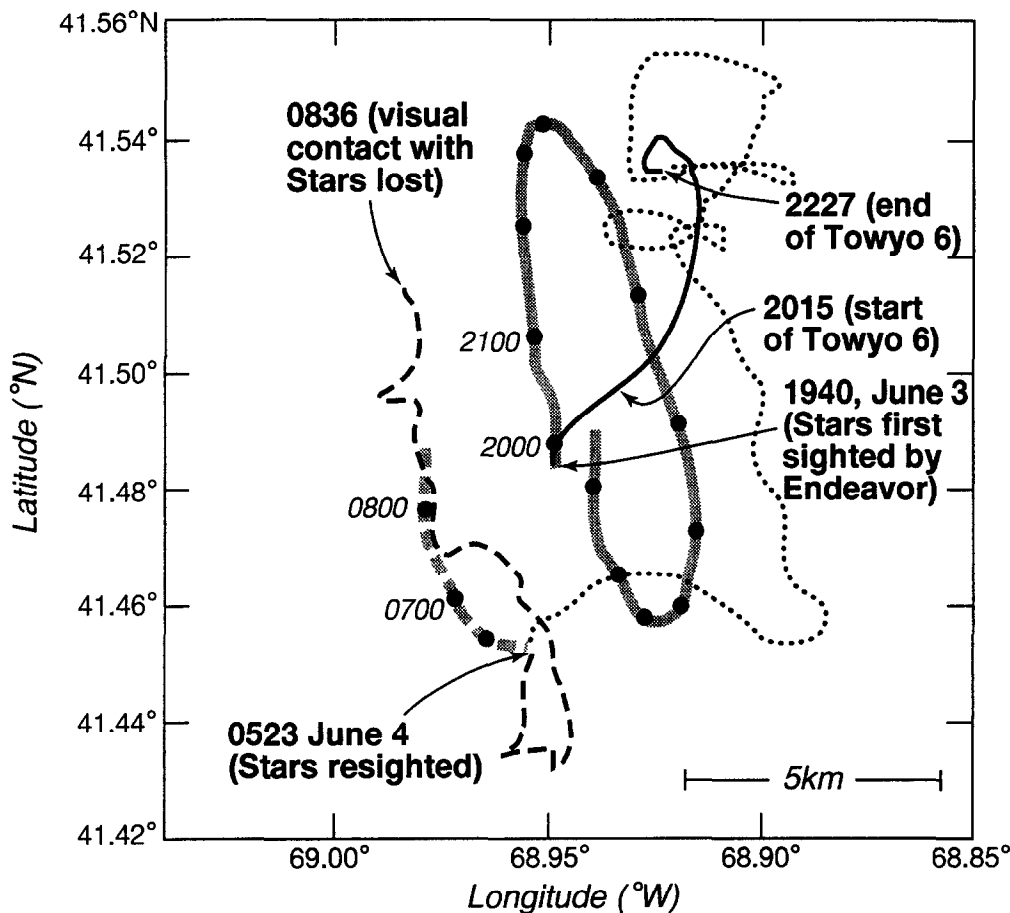 41.56°N
0836 (visual
contact with
Stars lost)
41.54°
2227 (end
of Towyo 6)
41.52°
2015 (start
of Towyo 6)
2100
41.50°
1940, June 3
(Stars first
sighted by
Endeavor)
2000
41.48°
0800
41.46°
0700
41.44°
0523 June 4
(Stars resighted)
5km
41.42°
69.00°
68.95°
68.90°
68.85°
Longitude (°W)
Latitude (°N)